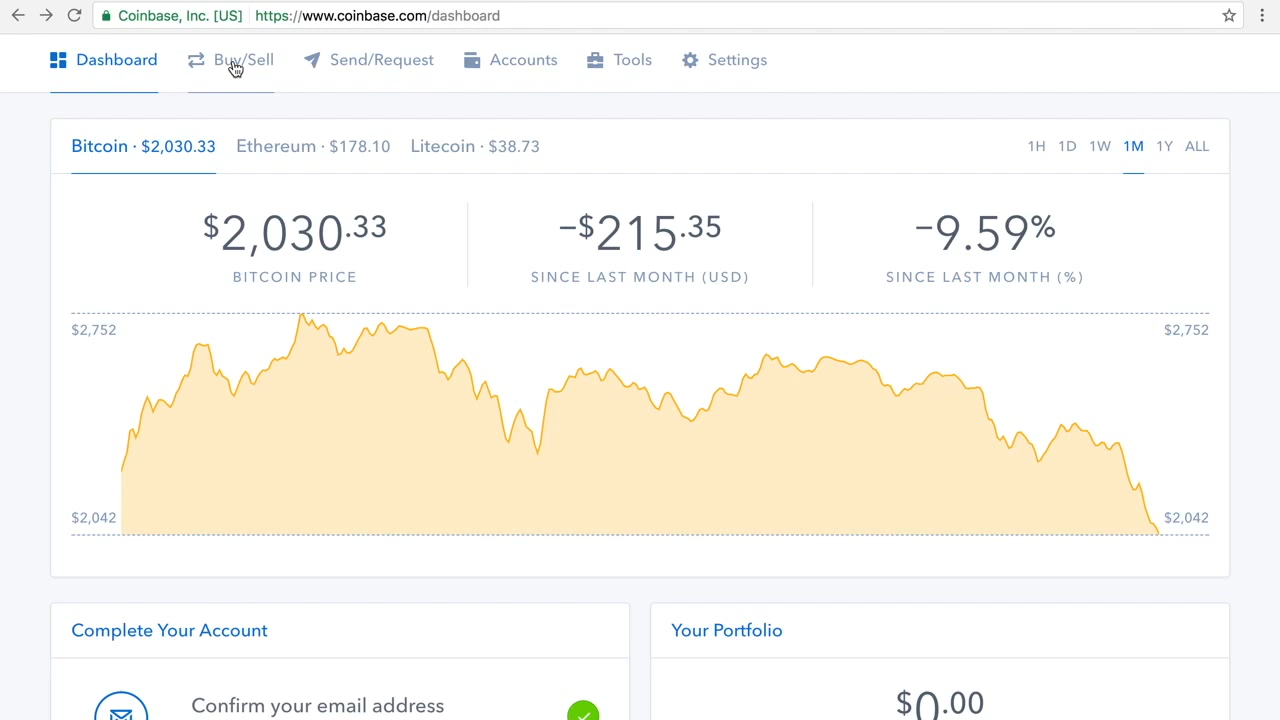 Coinbase, Inc. [US] https://www.coinbase.com/dashboard
Dashboard Buy/Sell Send/Request Accounts Tools Settings
Bitcoin · $2,030.33 Ethereum · $178.10 Litecoin · $38.73 1H 1D 1W 1M 1Y ALL
$2,030.33 −$215.35 −9.59%
BITCOIN PRICE SINCE LAST MONTH (USD) SINCE LAST MONTH (%)
$2,752 $2,752
$2,042 $2,042
Complete Your Account Your Portfolio
Confirm your email address $0.00